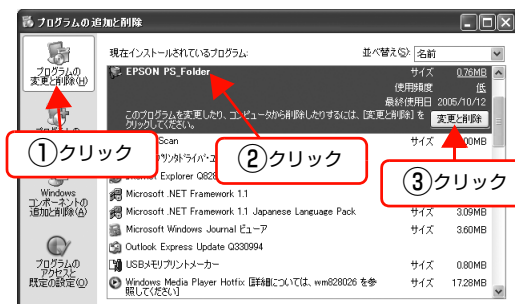 プログラムの追加と削除
現在インストールされているプログラム:
並べ替え(S):
名前
プログラムの
変更と削除(H)
EPSON PS_Folder
サイズ
0.76MB
使用頻度
低
最終使用日
2005/10/12
このプログラムを変更したり、コンピュータから削除したりするには、[変更と削除] を
クリックしてください。
変更と削除
①クリック
②クリック
③クリック
Scan
サイズ
00MB
Explorer Q828
Windows
コンポーネントの
追加と削除(A)
Microsoft .NET Framework 1.1
Microsoft .NET Framework 1.1 Japanese Language Pack
サイズ
3.09MB
Microsoft Windows Journal ビューア
サイズ
3.60MB
Outlook Express Update Q330994
プログラムの
アクセスと
既定の設定(O)
USBメモリプリントメーカー
サイズ
0.80MB
Windows Media Player Hotfix [詳細については、wm828026 を参
照してください]
サイズ
17.28MB